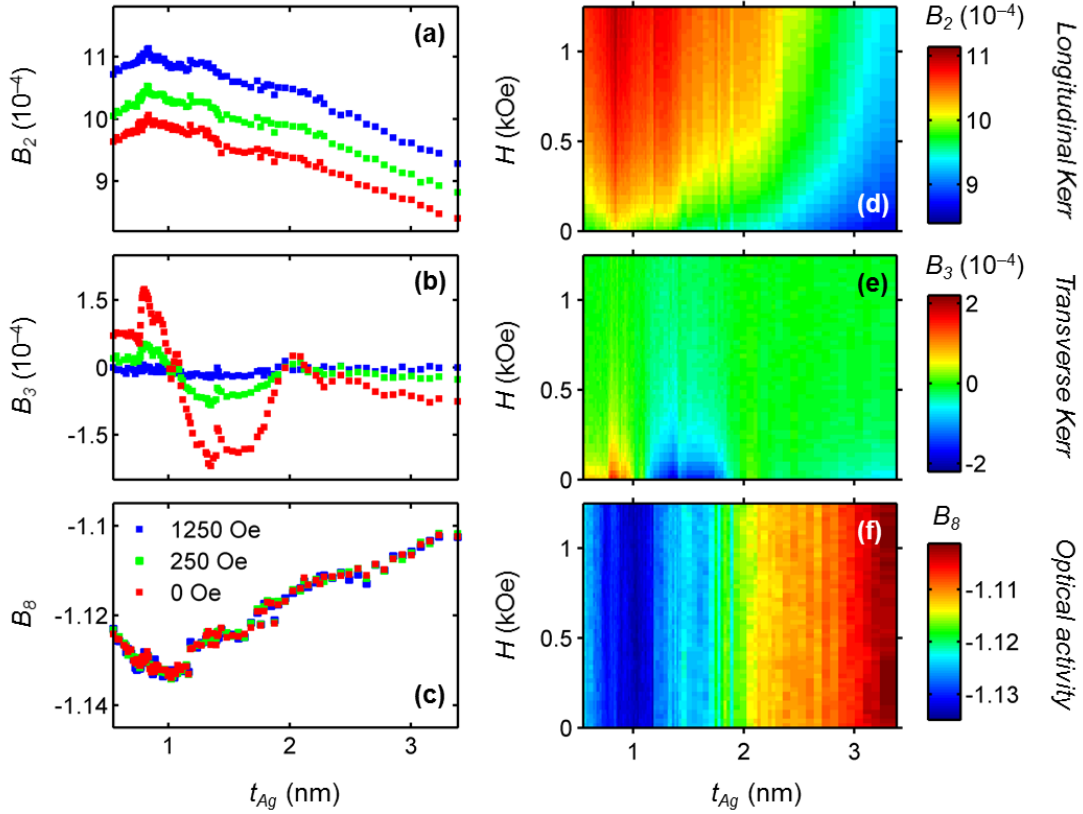 (a)
B2 (10-4)
11
10
9
(b)
B3 (10-4)
1.5
0
-1.5
(c)
B8
-1.10
-1.12
-1.14
1250 Oe
250 Oe
0 Oe
1
2
3
tAg (nm)
(d)
H (kOe)
1
0.5
0
B2 (10-4)
11
10
9
Longitudinal Kerr
(e)
H (kOe)
1
0.5
0
B3 (10-4)
2
0
-2
Transverse Kerr
(f)
H (kOe)
1
0.5
0
1
2
3
tAg (nm)
B8
-1.11
-1.12
-1.13
Optical activity